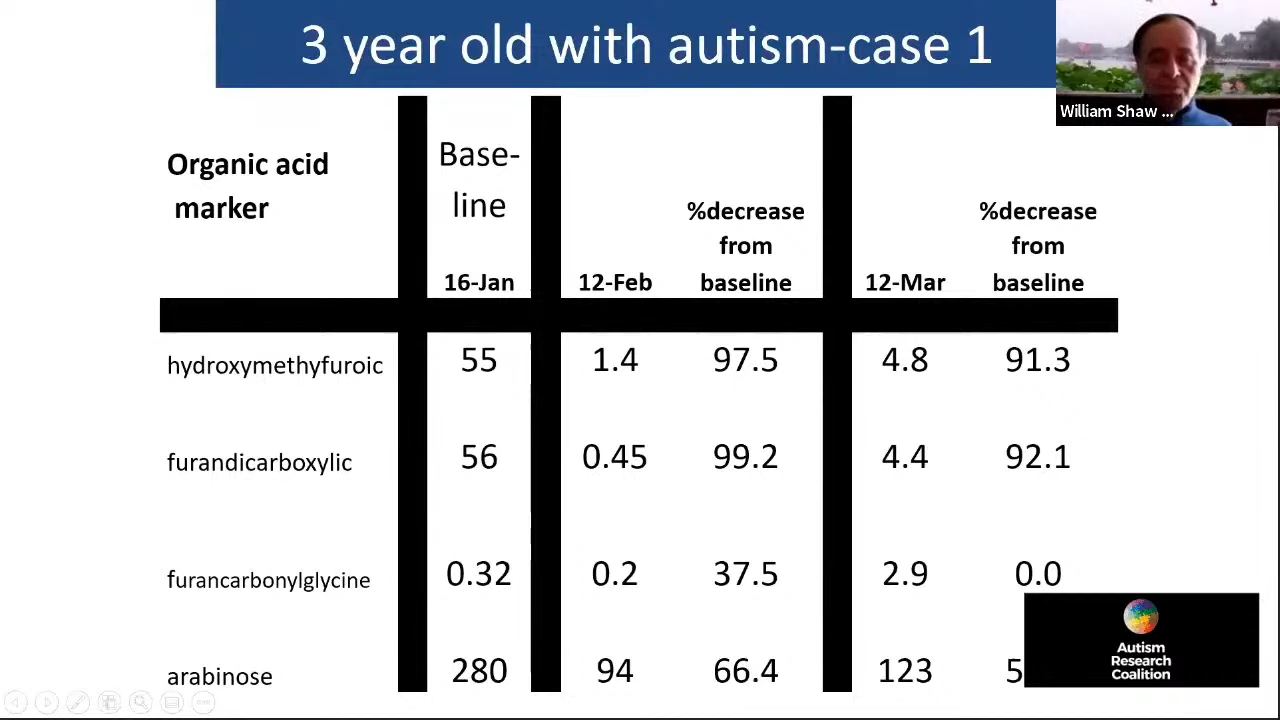 3 year old with autism-case 1
William Shaw ...
Organic acid
marker
Base-
line
%decrease
from
baseline
%decrease
from
baseline
16-Jan
12-Feb
12-Mar
hydroxymethyfuroic 55 1.4 97.5 4.8 91.3
furandicarboxylic 56 0.45 99.2 4.4 92.1
furancarbonylglycine 0.32 0.2 37.5 2.9 0.0
arabinose 280 94 66.4 123
Autism
Research
Coalition